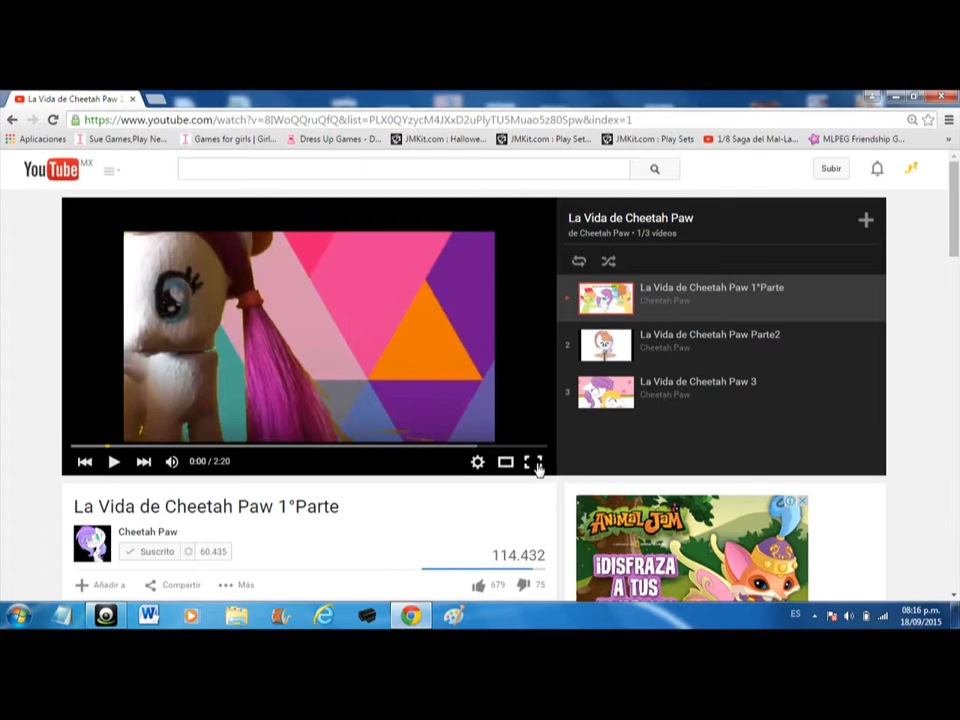 La Vida de Cheetah Paw 1
https://www.youtube.com/watch?v=8IWoQQruQfQ&list=PLX0QYzycM4JXxD2uPlyTU5Muao5z80Spw&index=1
Aplicaciones
Sue Games,Play Ne...
Games for girls | Girl...
Dress Up Games - D...
JMKit.com : Hallowe...
JMKit.com : Play Set...
JMKit.com : Play Sets
1/8 Saga del Mal-La...
MLPEG Friendship G...
»
YouTube MX
Subir
La Vida de Cheetah Paw
de Cheetah Paw • 1/3 vídeos
La Vida de Cheetah Paw 1°Parte
Cheetah Paw
2
La Vida de Cheetah Paw Parte2
Cheetah Paw
3
La Vida de Cheetah Paw 3
Cheetah Paw
0:00 / 2:20
La Vida de Cheetah Paw 1°Parte
Cheetah Paw
Suscrito
60.435
114.432
Añadir a
Compartir
Más
679
75
ANIMAL JAM
¡DISFRAZA
A TUS
ES
08:16 p.m.
18/09/2015